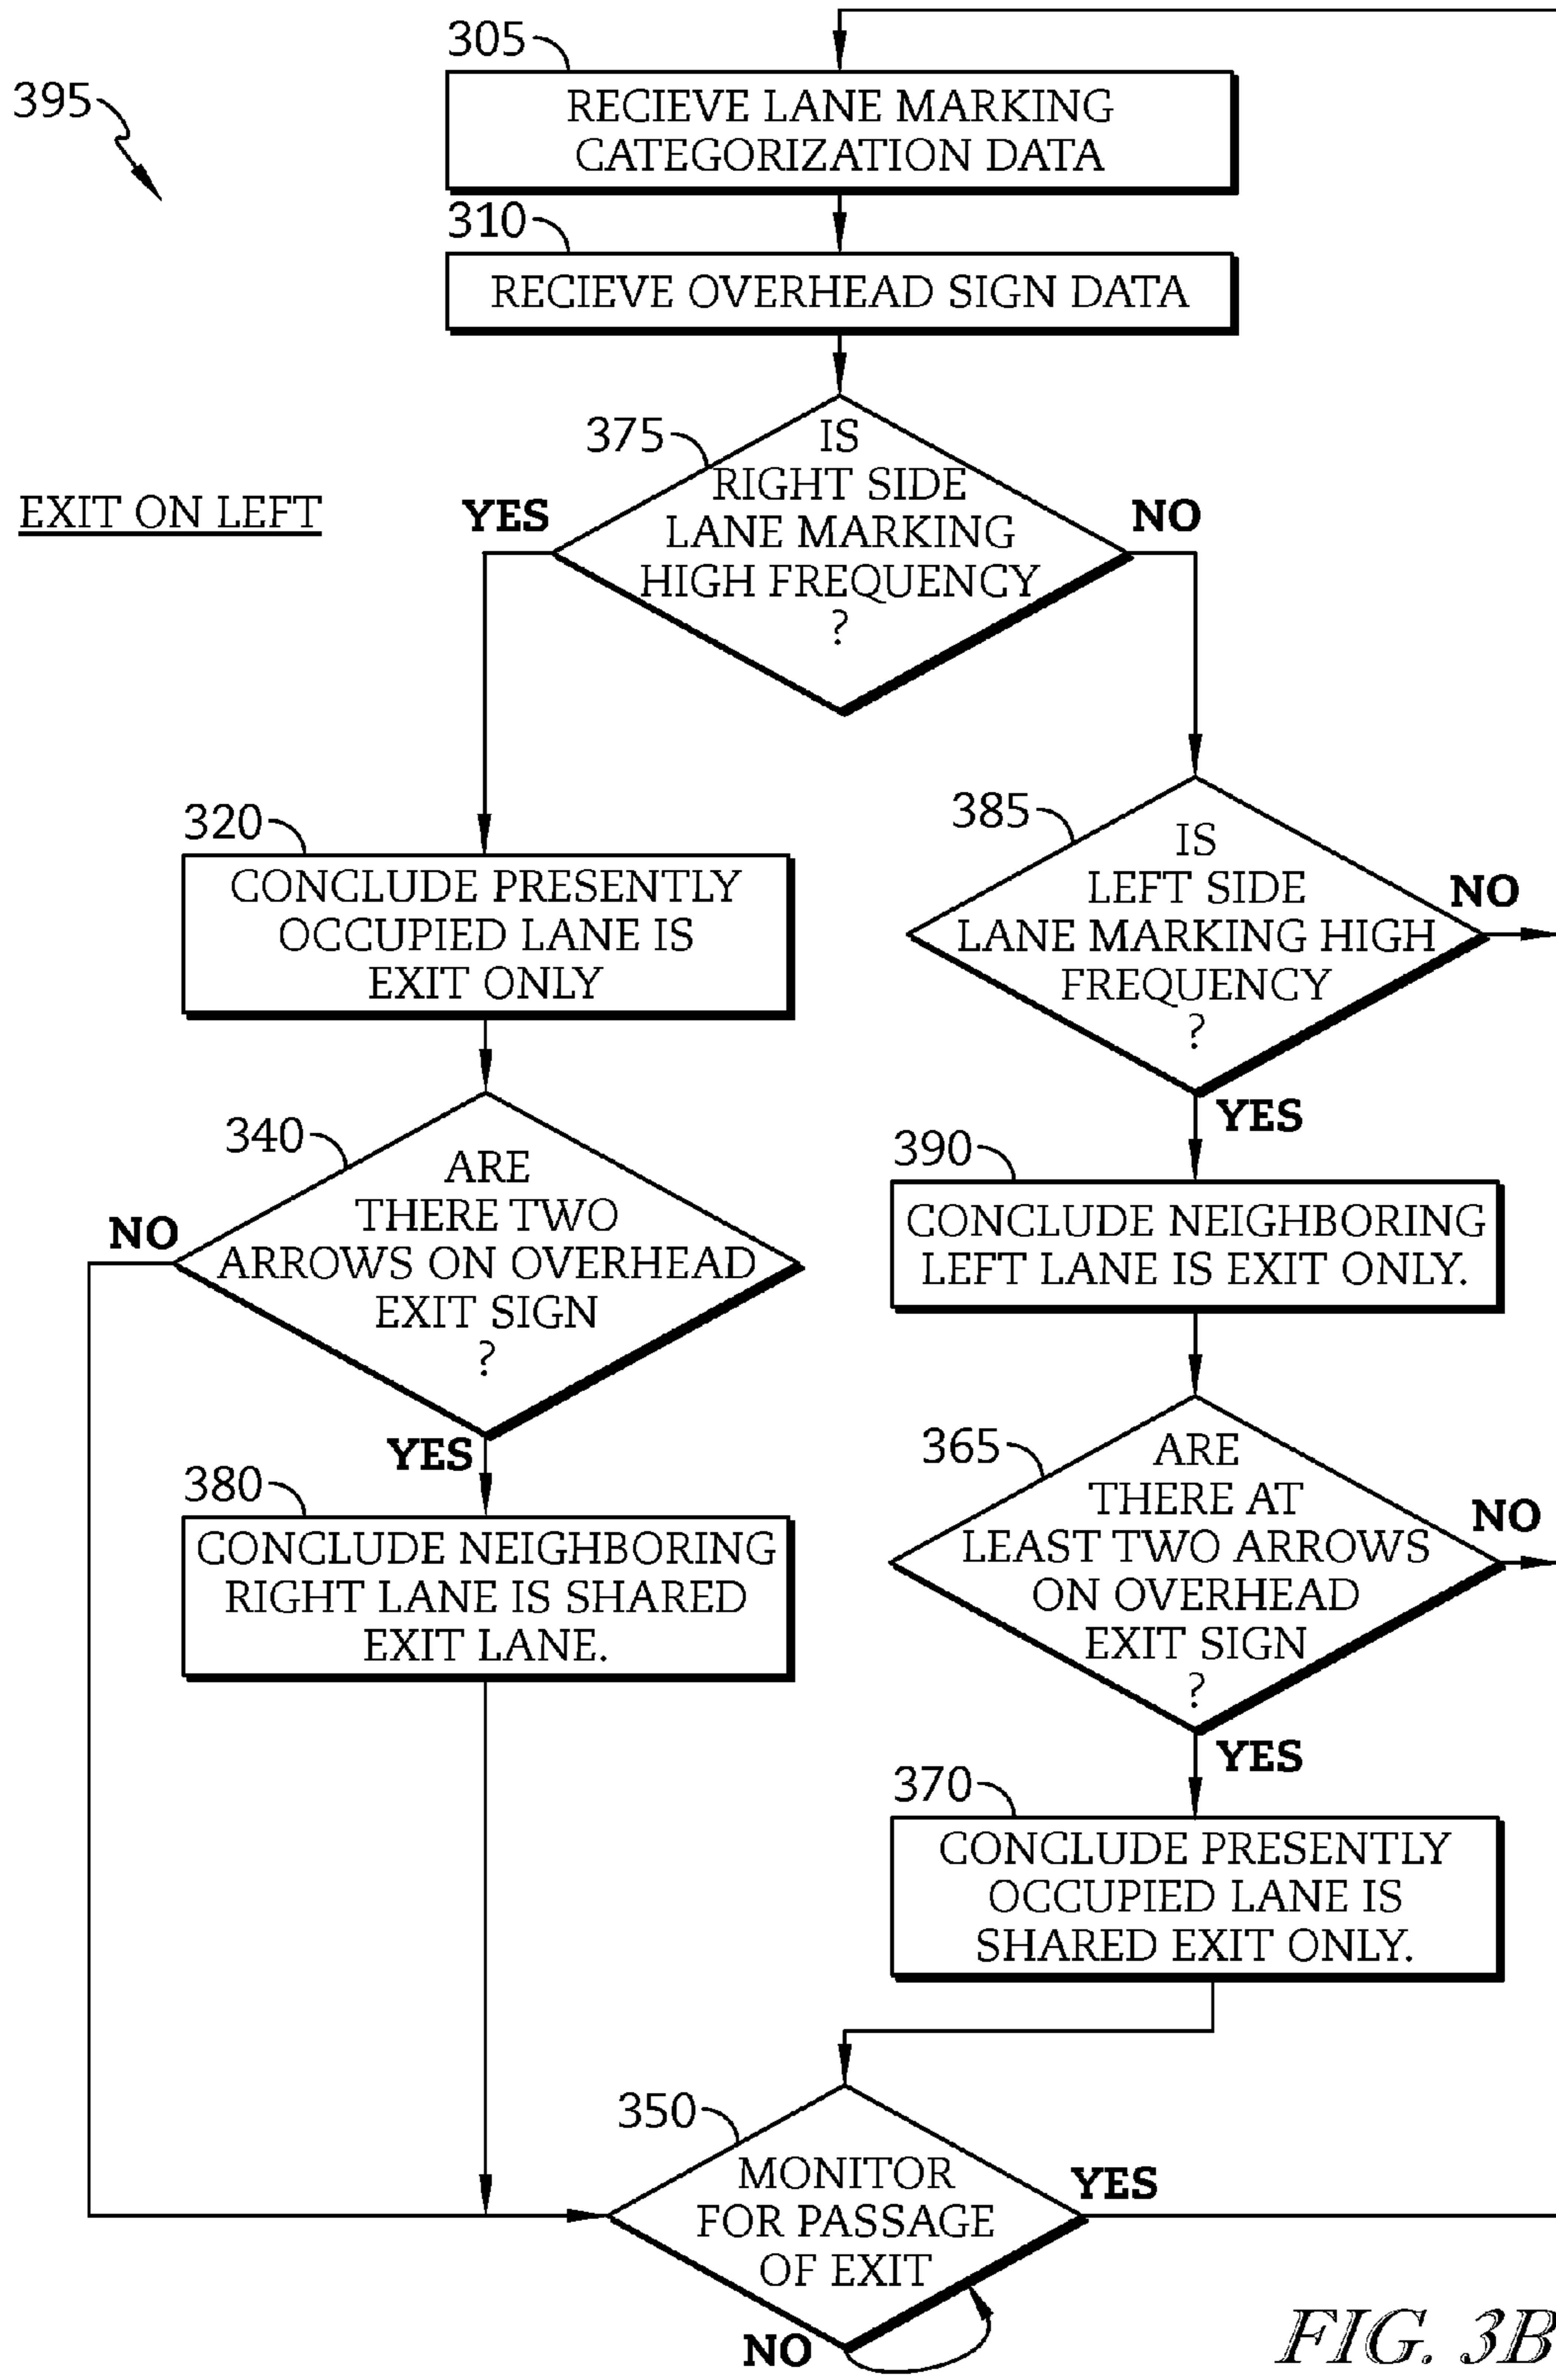 305
395
RECIEVE LANE MARKING
CATEGORIZATION DATA
310
RECIEVE OVERHEAD SIGN DATA
375
IS
RIGHT SIDE
LANE MARKING
HIGH FREQUENCY
?
EXIT ON LEFT
YES
NO
320
CONCLUDE PRESENTLY
OCCUPIED LANE IS
EXIT ONLY
385
IS
LEFT SIDE
LANE MARKING HIGH
FREQUENCY
?
NO
YES
340
ARE
THERE TWO
ARROWS ON OVERHEAD
EXIT SIGN
?
NO
YES
390
CONCLUDE NEIGHBORING
LEFT LANE IS EXIT ONLY.
365
ARE
THERE AT
LEAST TWO ARROWS
ON OVERHEAD
EXIT SIGN
?
NO
YES
380
CONCLUDE NEIGHBORING
RIGHT LANE IS SHARED
EXIT LANE.
370
CONCLUDE PRESENTLY
OCCUPIED LANE IS
SHARED EXIT ONLY.
350
MONITOR
FOR PASSAGE
OF EXIT
YES
NO
FIG. 3B